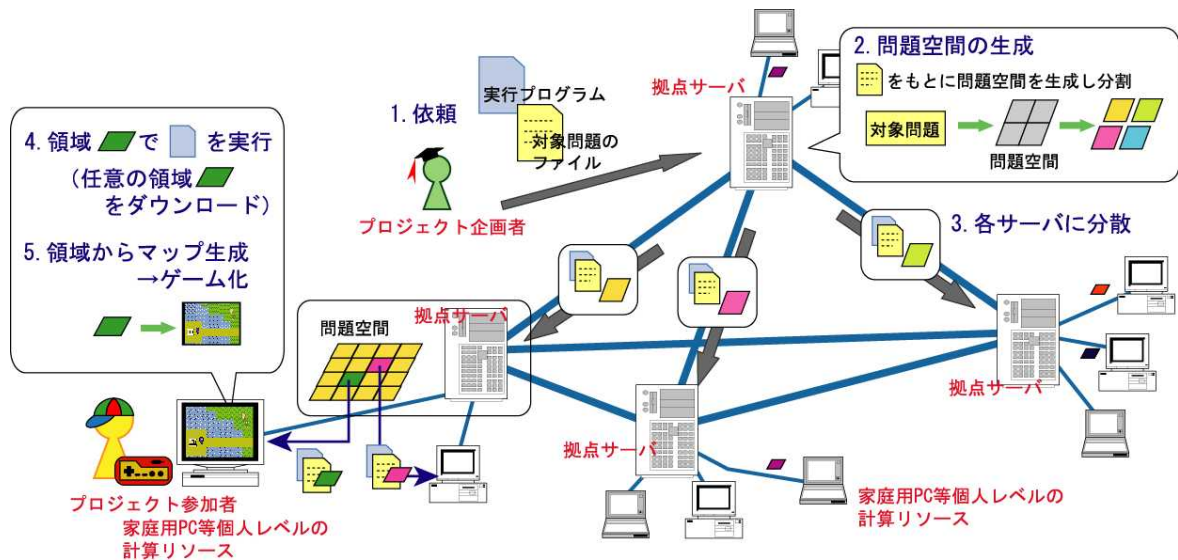 1. 依頼
実行プログラム
対象問題の
ファイル
プロジェクト企画者
拠点サーバ
2. 問題空間の生成
をもとに問題空間を生成し分割
対象問題
問題空間
3. 各サーバに分散
4. 領域 で を実行
(任意の領域
をダウンロード)
5. 領域からマップ生成
→ゲーム化
問題空間
拠点サーバ
拠点サーバ
拠点サーバ
プロジェクト参加者
家庭用PC等個人レベルの
計算リソース
家庭用PC等個人レベルの
計算リソース